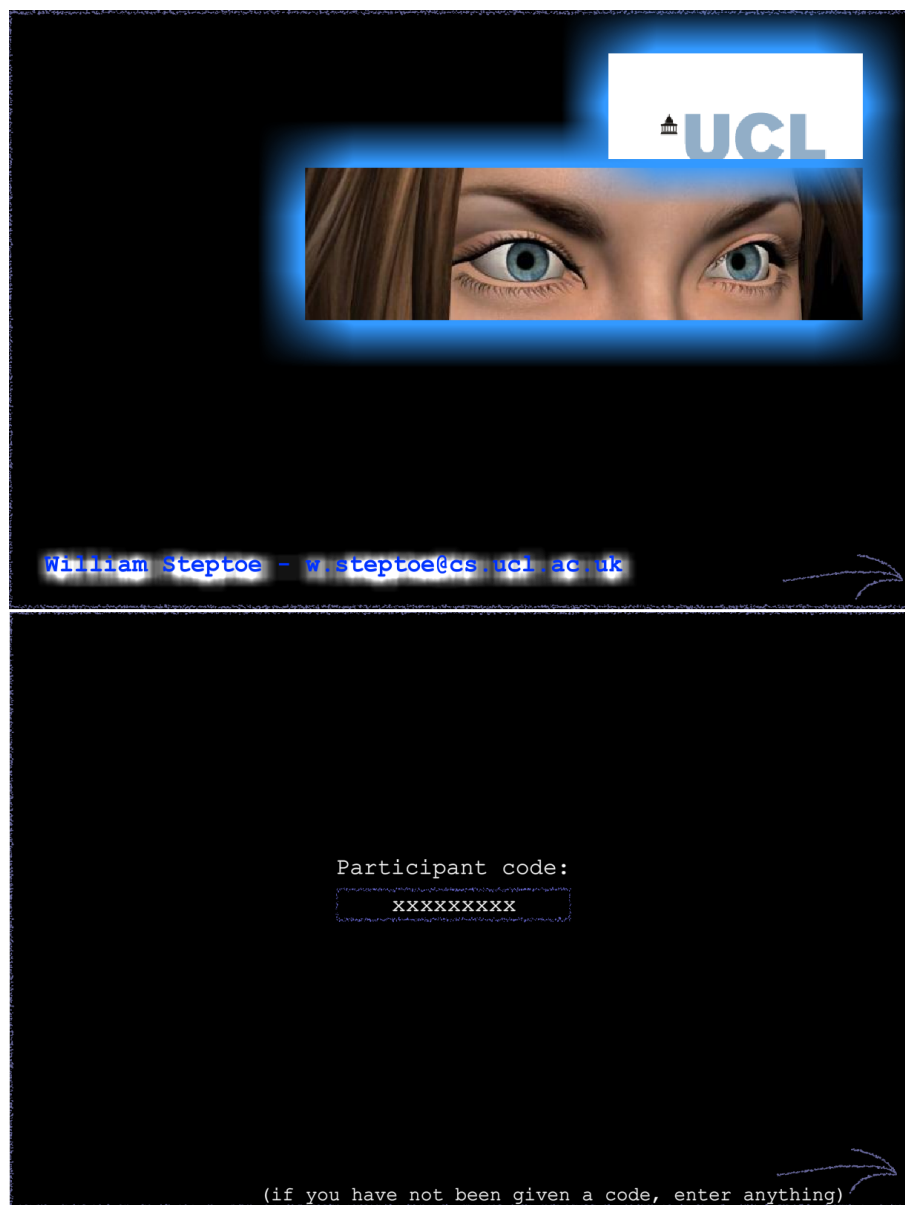 UCL
William Steptoe - w.steptoe@cs.ucl.ac.uk
Participant code:
xxxxxxxxx
(if you have not been given a code, enter anything)